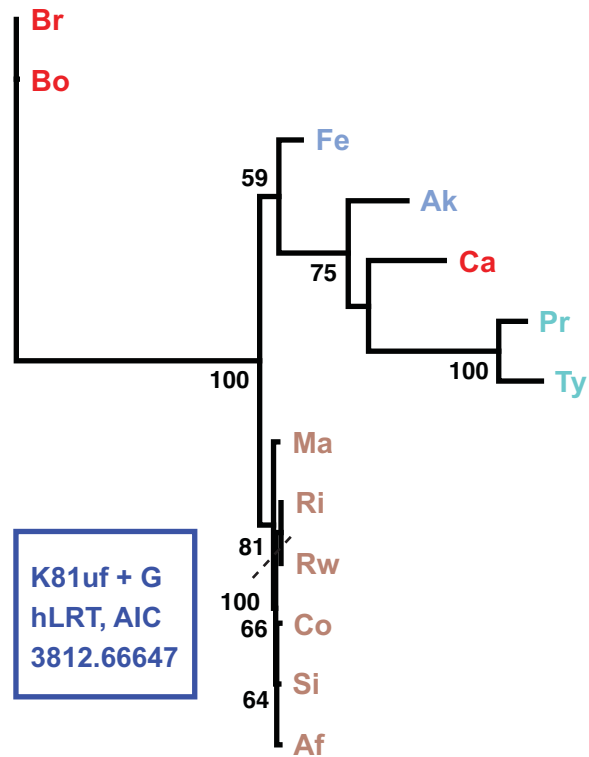 Br
Bo
Fe
59
Ak
Ca
75
Pr
100
100
Ty
Ma
Ri
81
Rw
100
Co
66
Si
64
Af
K81uf + G
hLRT, AIC
3812.66647